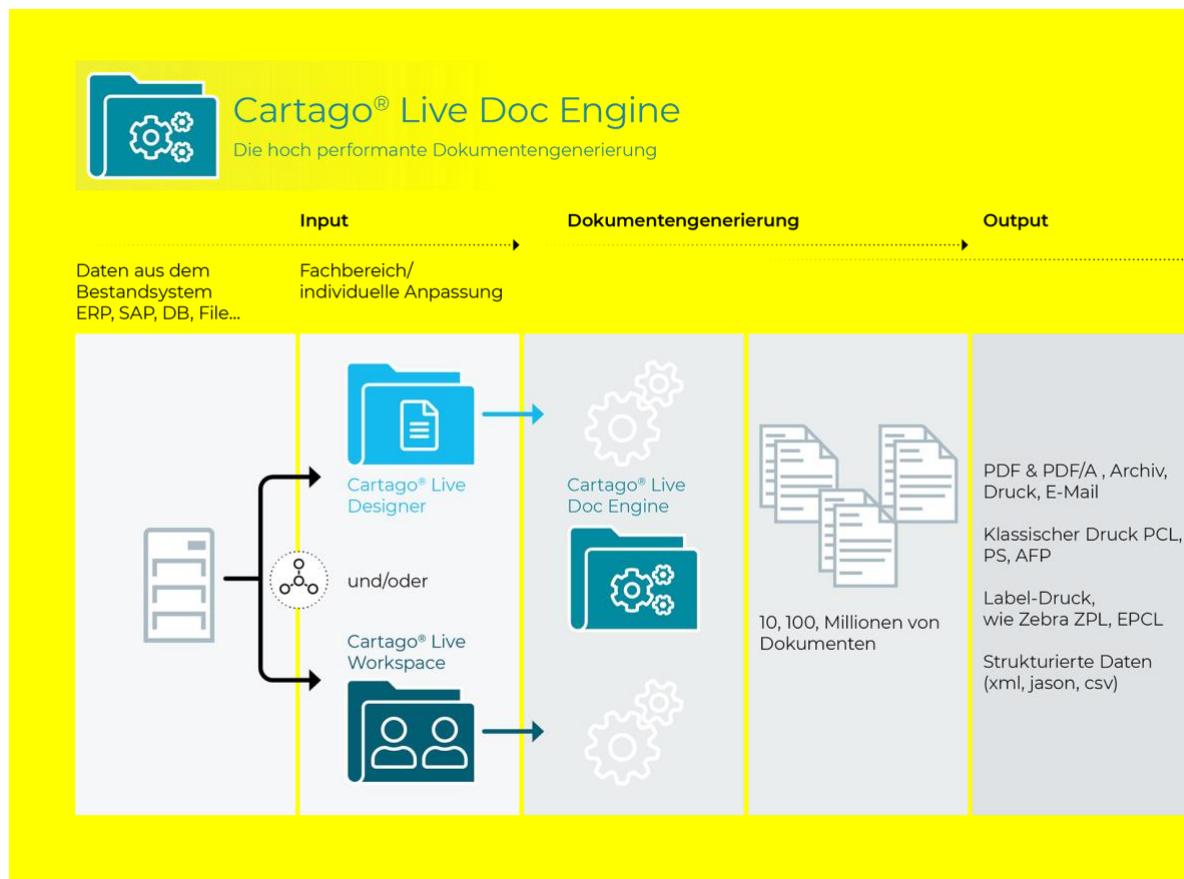 Cartago® Live Doc Engine
Die hoch performante Dokumentengenerierung
Input
Dokumentengenerierung
Output
Daten aus dem
Bestandsystem
ERP, SAP, DB, File...
Fachbereich/
individuelle Anpassung
Cartago® Live
Designer
und/oder
Cartago® Live
Workspace
Cartago® Live
Doc Engine
10, 100, Millionen von
Dokumenten
PDF & PDF/A , Archiv,
Druck, E-Mail
Klassischer Druck PCL,
PS, AFP
Label-Druck,
wie Zebra ZPL, EPCL
Strukturierte Daten
(xml, jason, csv)